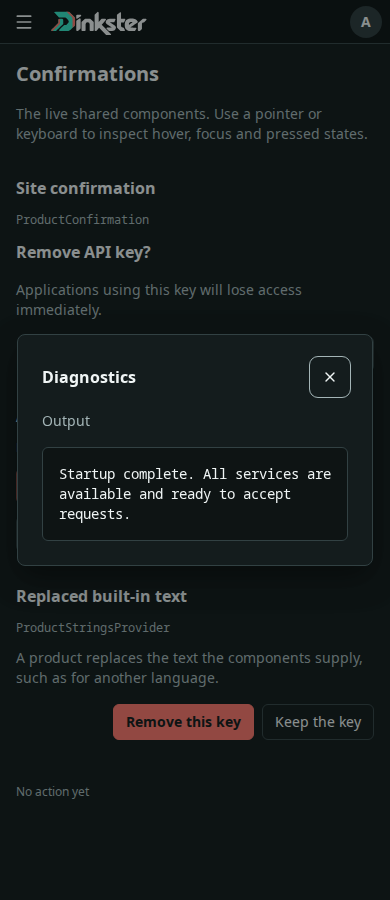 Dinkster
A
Confirmations
The live shared components. Use a pointer or
keyboard to inspect hover, focus and pressed states.
Site confirmation
ProductConfirmation
Remove API key?
Applications using this key will lose access
immediately.
Diagnostics
Output
Startup complete. All services are
available and ready to accept
requests.
Replaced built-in text
ProductStringsProvider
A product replaces the text the components supply,
such as for another language.
Remove this key
Keep the key
No action yet